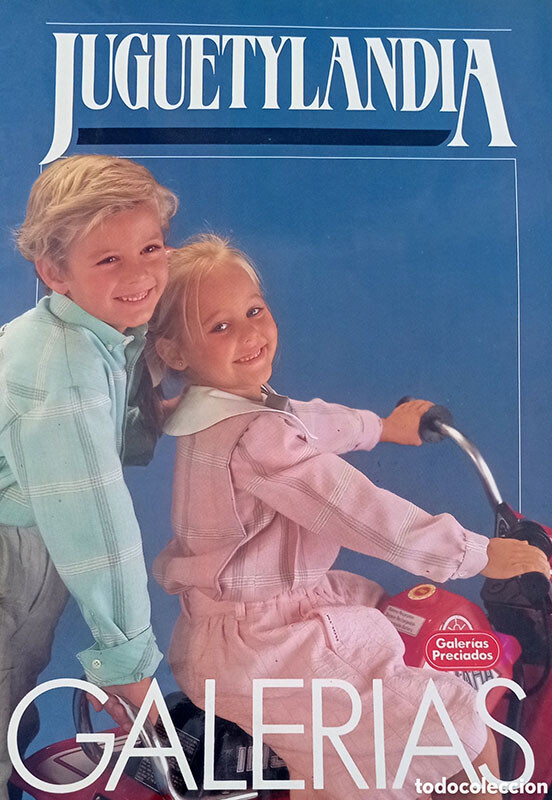 JUGUETYLANDIA
Galerías
Preciados
GALERIAS
todocoleccion